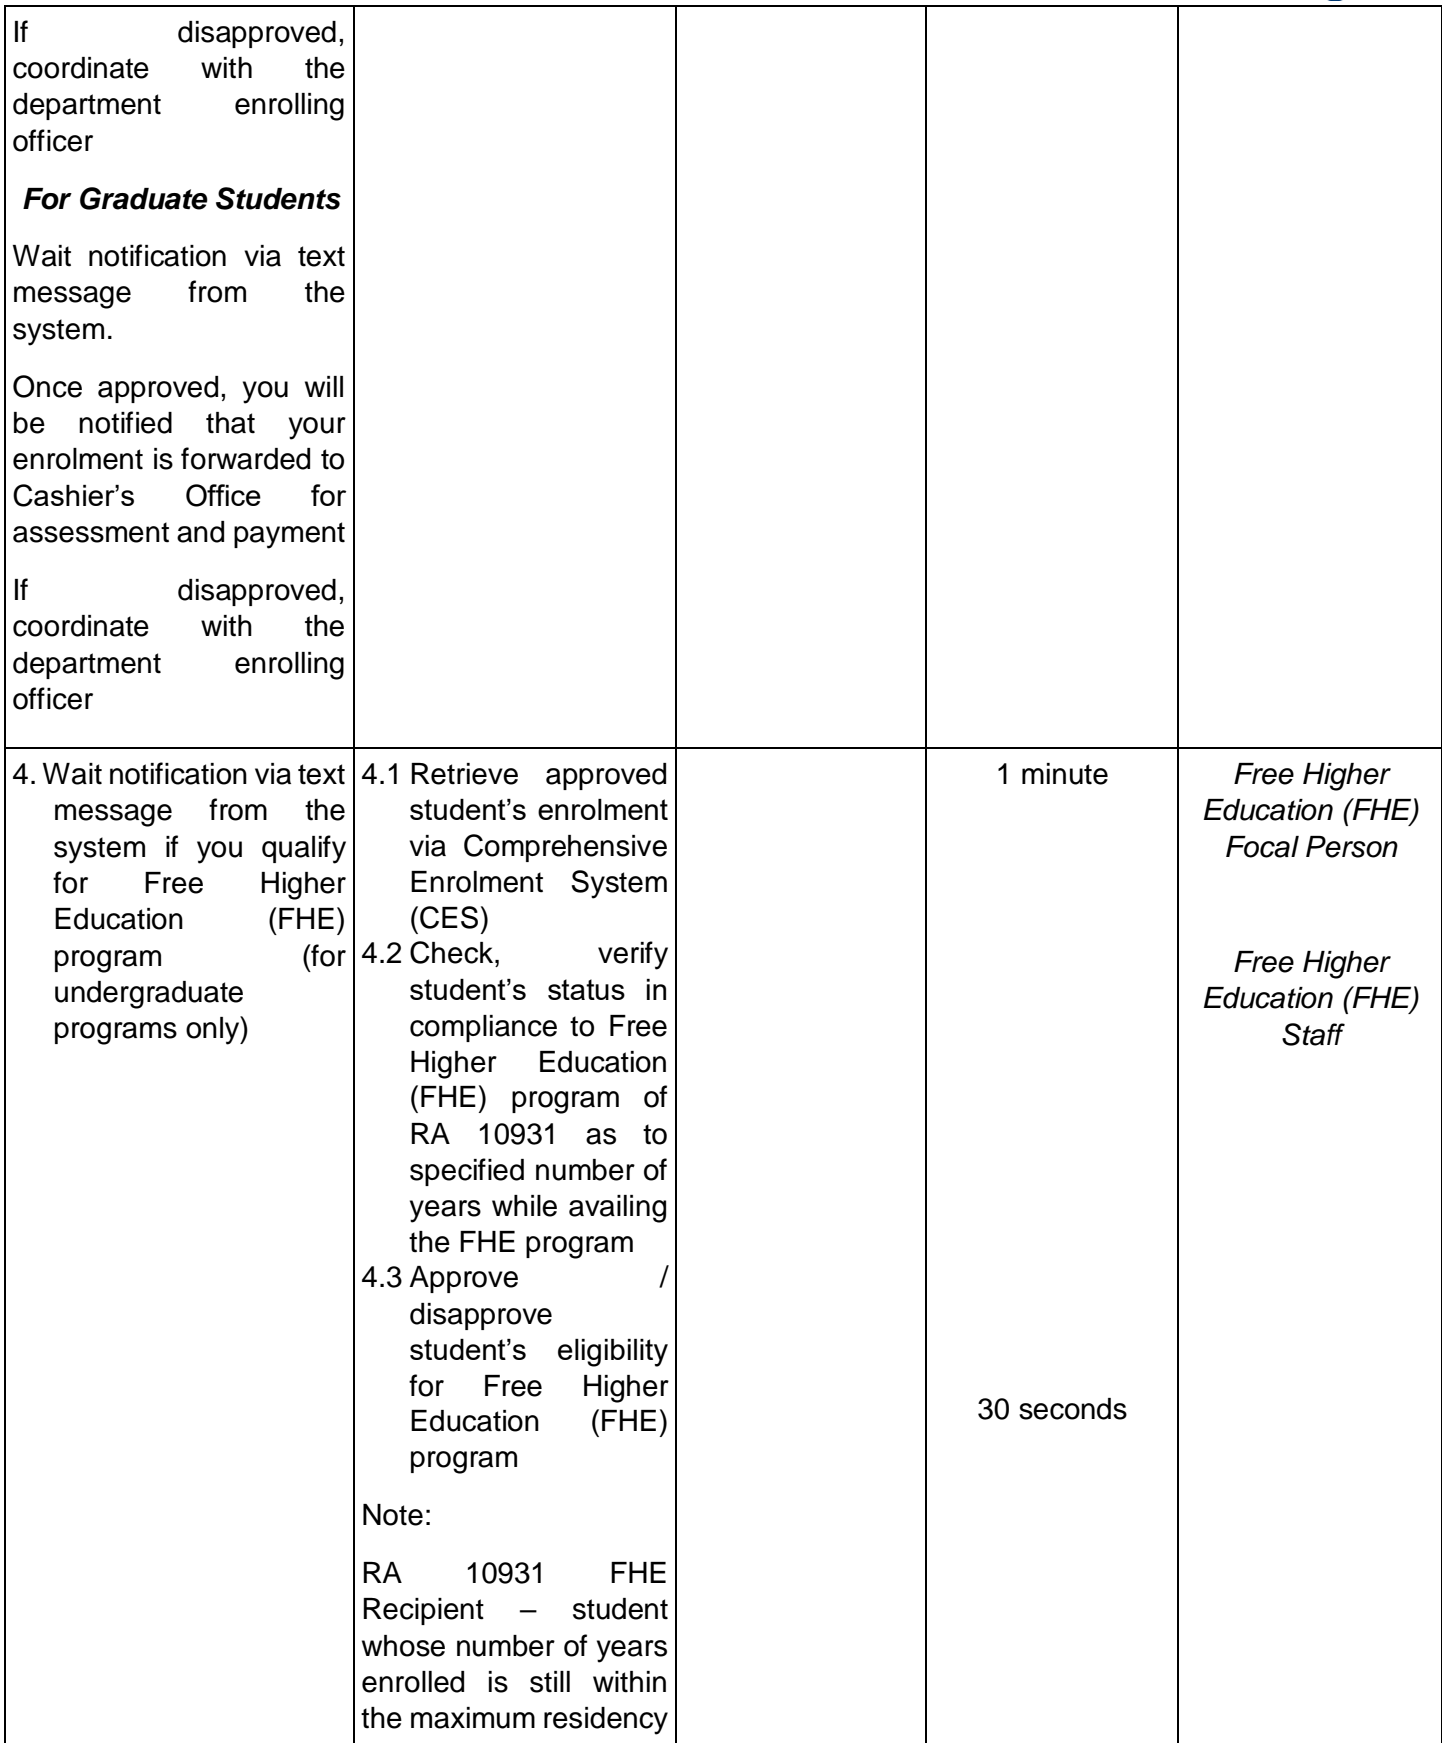 If disapproved,
coordinate with the
department enrolling
officer
For Graduate Students
Wait notification via text
message from the
system.
Once approved, you will
be notified that your
enrolment is forwarded to
Cashier’s Office for
assessment and payment
If disapproved,
coordinate with the
department enrolling
officer
4. Wait notification via text
message from the
system if you qualify
for Free Higher
Education (FHE)
program (for
undergraduate
programs only)
4.1 Retrieve approved
student’s enrolment
via Comprehensive
Enrolment System
(CES)
4.2 Check, verify
student’s status in
compliance to Free
Higher Education
(FHE) program of
RA 10931 as to
specified number of
years while availing
the FHE program
4.3 Approve /
disapprove
student’s eligibility
for Free Higher
Education (FHE)
program
Note:
RA 10931 FHE
Recipient – student
whose number of years
enrolled is still within
the maximum residency
1 minute
30 seconds
Free Higher
Education (FHE)
Focal Person
Free Higher
Education (FHE)
Staff